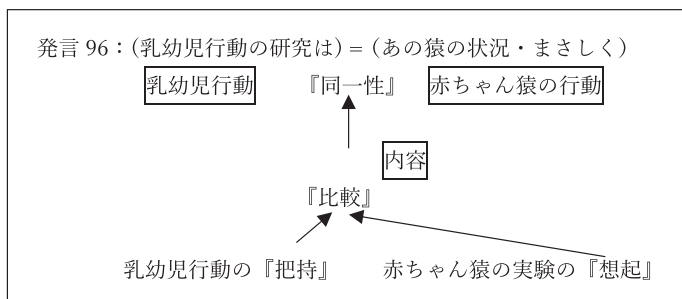 発言 96：(乳幼児行動の研究は) = (あの猿の状況・まさしく)
乳幼児行動 『同一性』 赤ちゃん猿の行動
内容
『比較』
乳幼児行動の『把持』 赤ちゃん猿の実験の『想起』